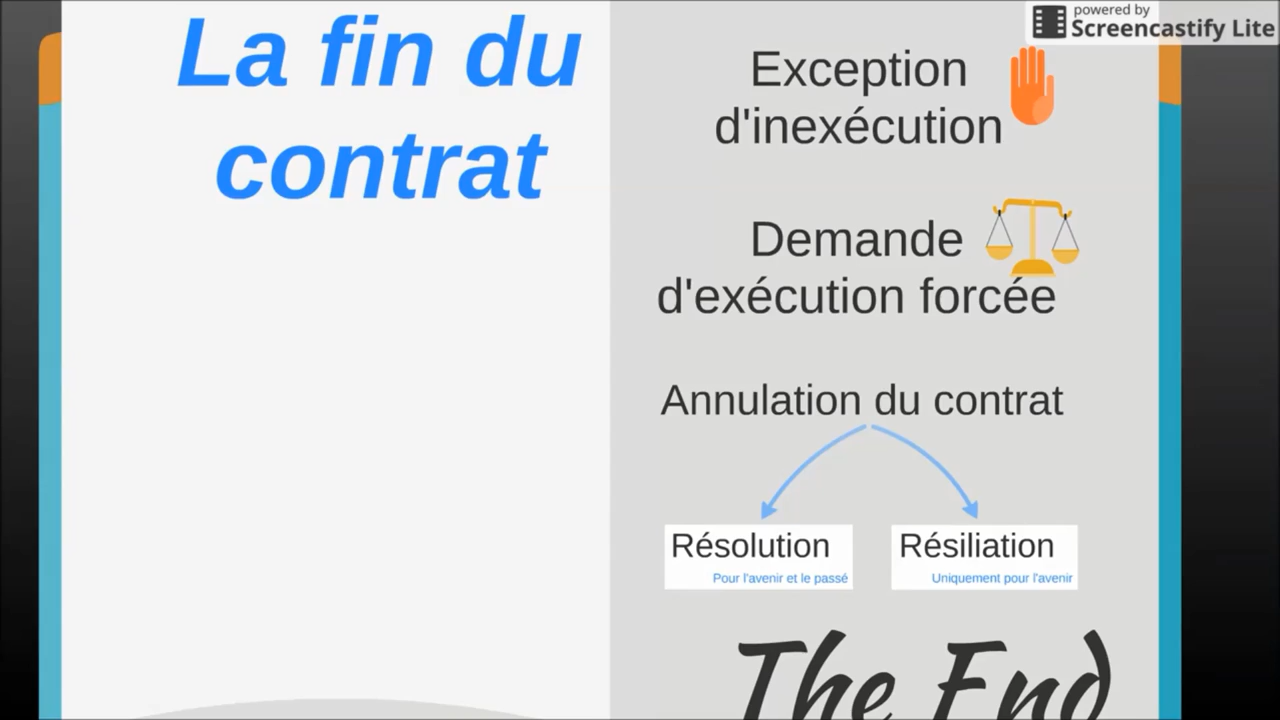 La fin du
contrat
powered by
Screencastify Lite
Exception
d'inexécution
Demande
d'exécution forcée
Annulation du contrat
Résolution
Pour l'avenir et le passé
Résiliation
Uniquement pour l'avenir
The End